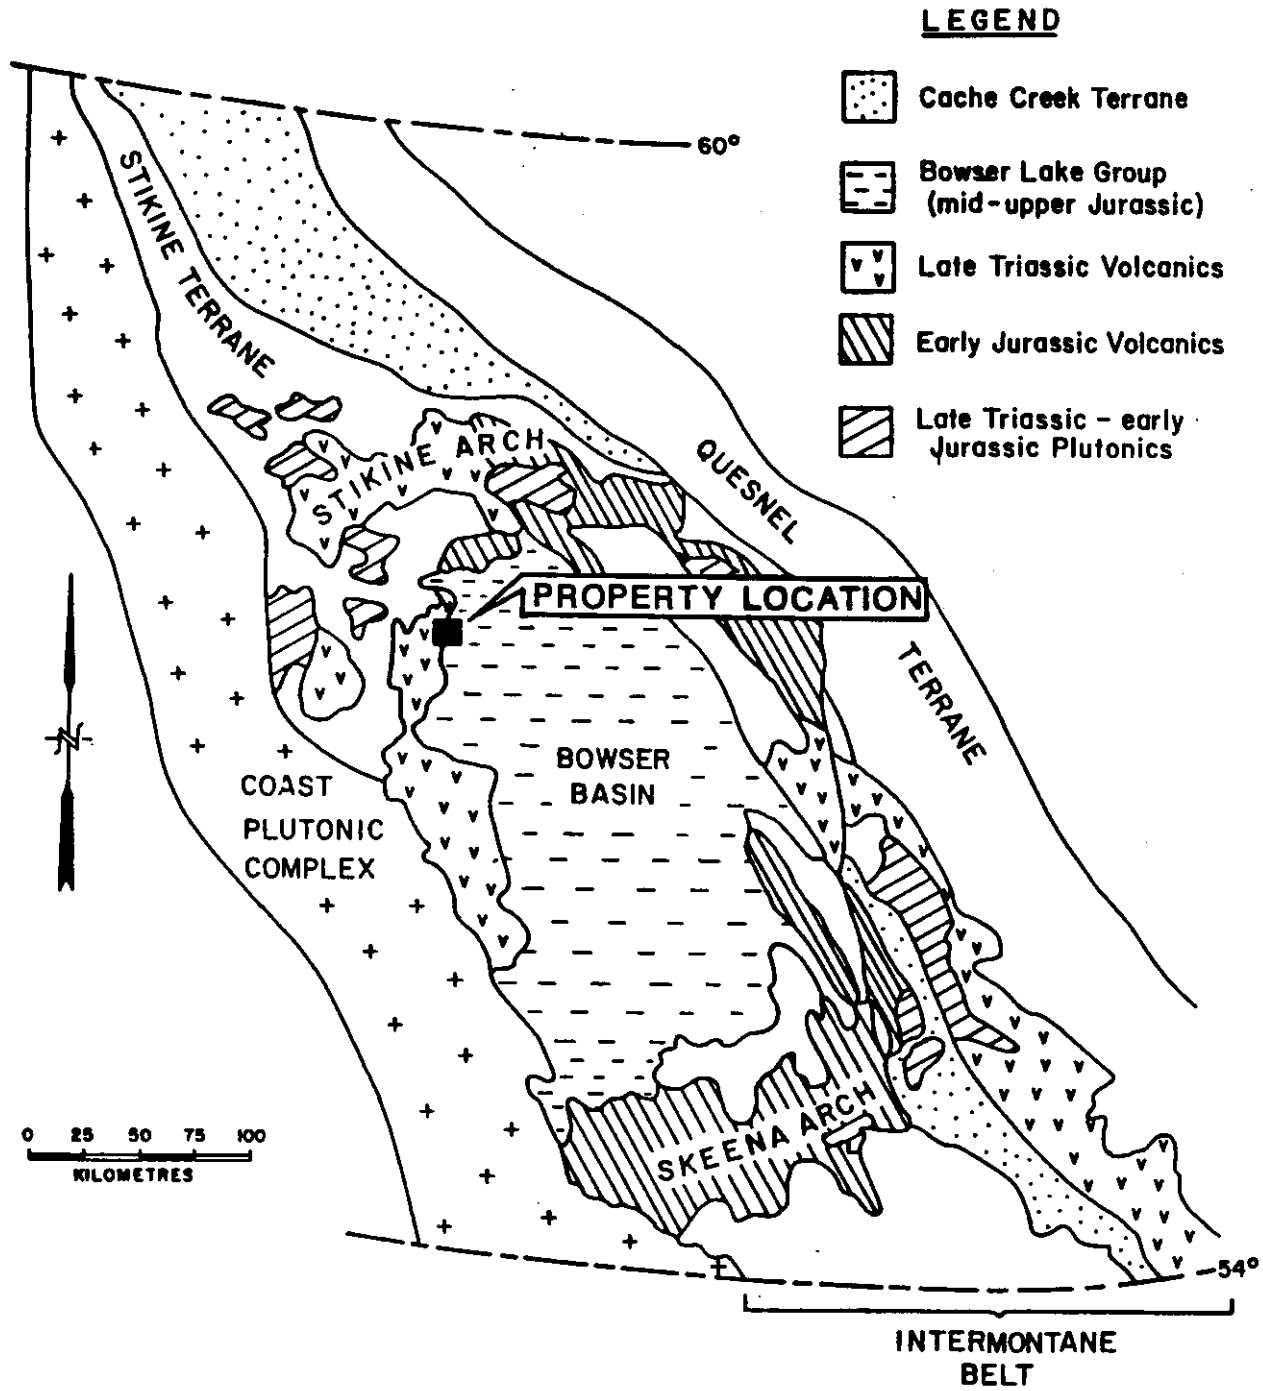 LEGEND
Cache Creek Terrane
Bowser Lake Group
(mid-upper Jurassic)
Late Triassic Volcanics
Early Jurassic Volcanics
Late Triassic - early
Jurassic Plutonics
60°
STIKINE TERRANE
STIKINE ARCH
QUESNEL
TERRANE
PROPERTY LOCATION
BOWSER
BASIN
COAST
PLUTONIC
COMPLEX
SKEENA ARCH
0 25 50 75 100
KILOMETRES
54°
INTERMONTANE
BELT